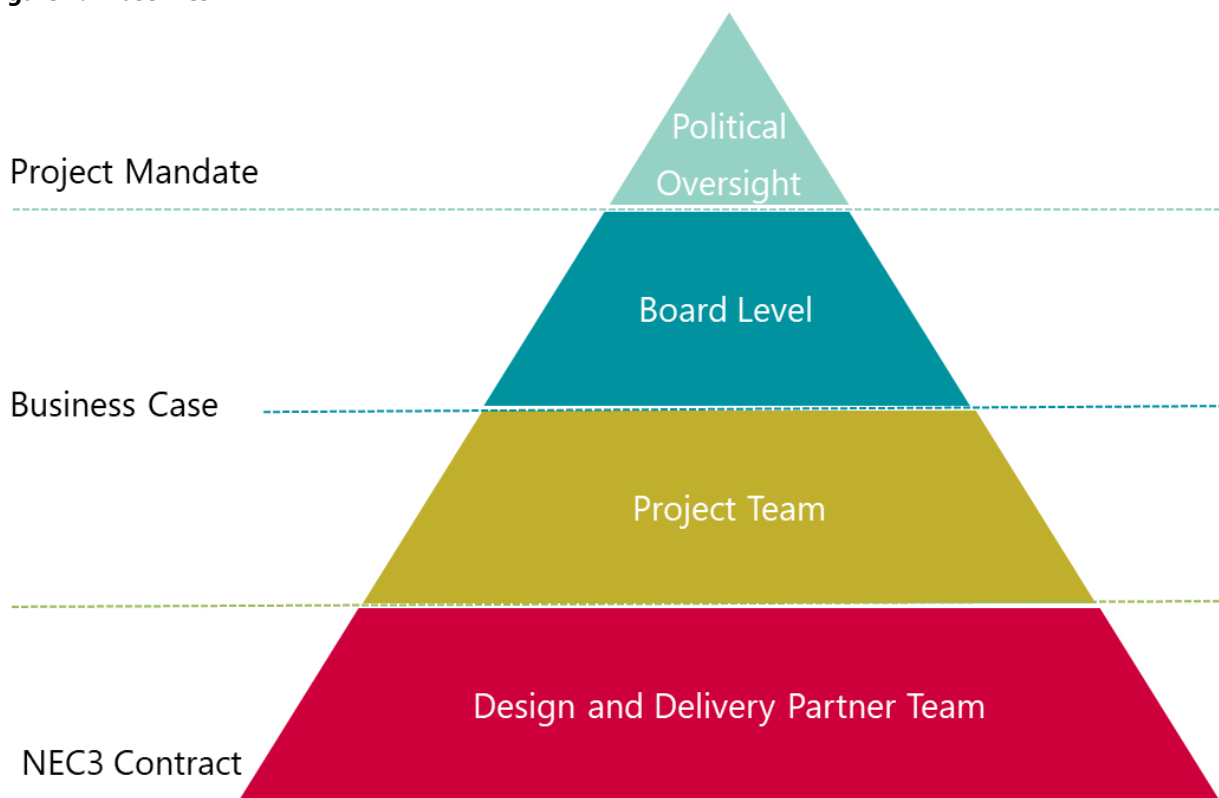 Political
Oversight
Project Mandate
Board Level
Business Case
Project Team
Design and Delivery Partner Team
NEC3 Contract